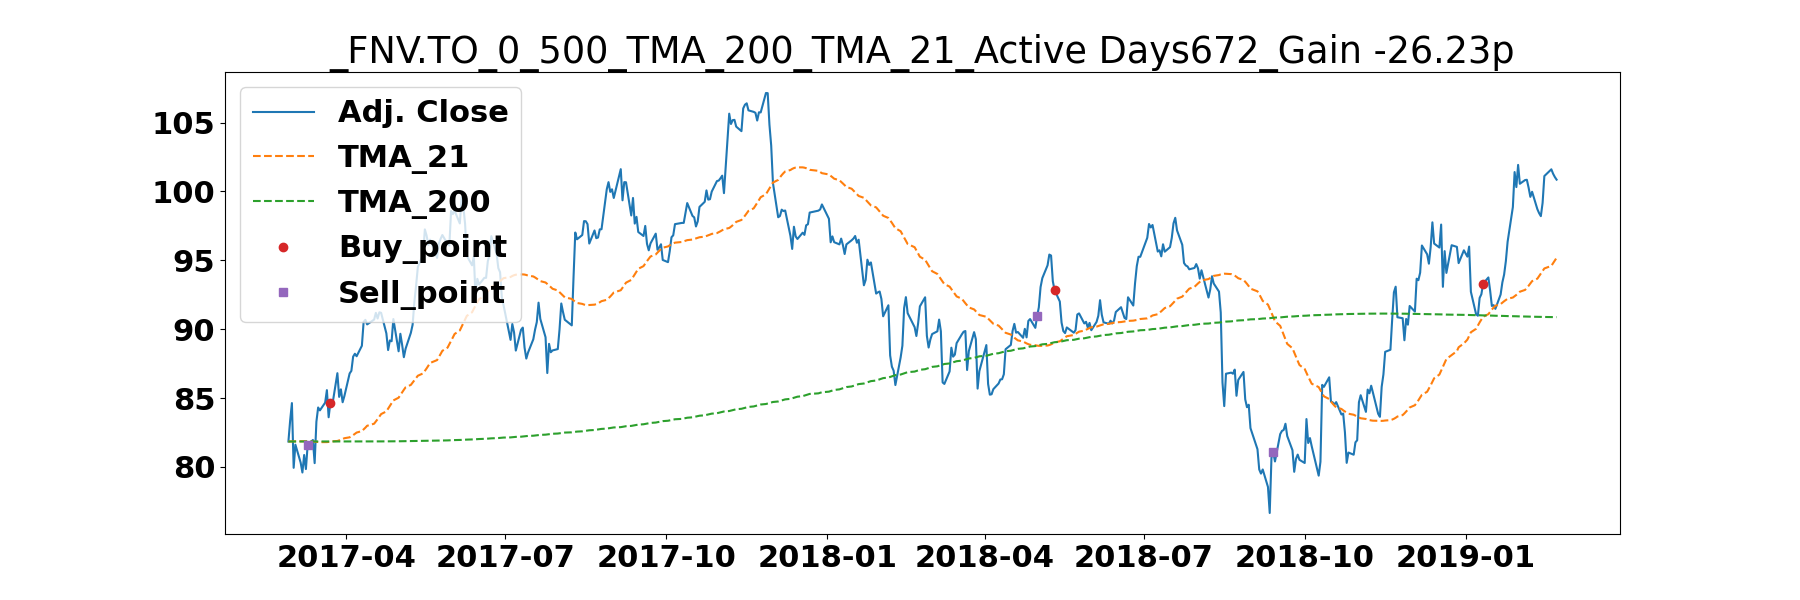 _FNV.TO_0_500_TMA_200_TMA_21_Active Days672_Gain -26.23p
Adj. Close
TMA_21
TMA_200
Buy_point
Sell_point
105
100
95
90
85
80
2017-04 2017-07 2017-10 2018-01 2018-04 2018-07 2018-10 2019-01